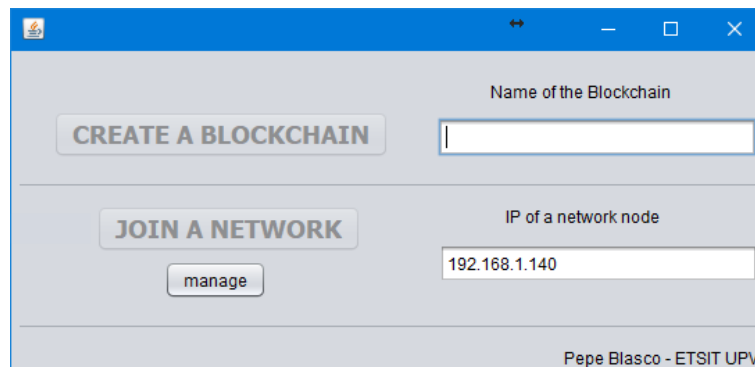 Name of the Blockchain
CREATE A BLOCKCHAIN
IP of a network node
JOIN A NETWORK
192.168.1.140
manage
Pepe Blasco - ETSIT UPV